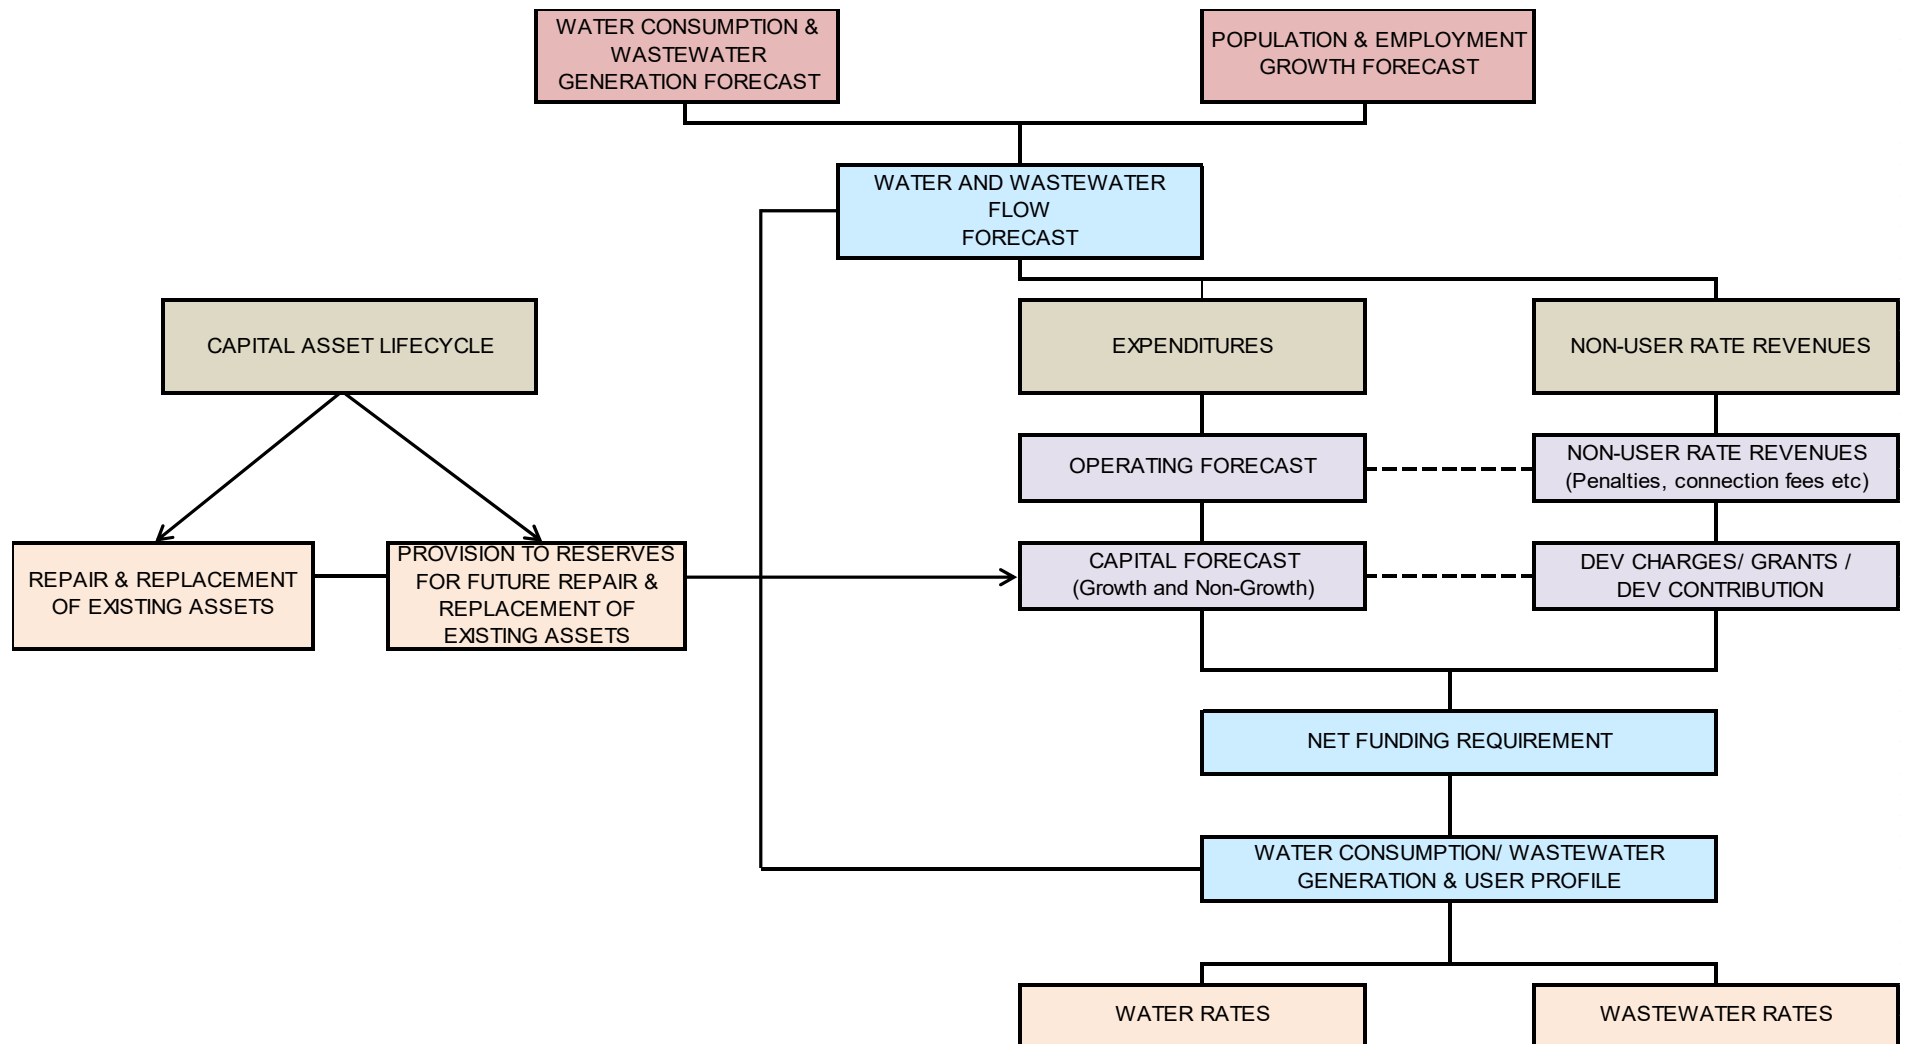 WATER CONSUMPTION &
WASTEWATER
GENERATION FORECAST
POPULATION & EMPLOYMENT
GROWTH FORECAST
WATER AND WASTEWATER
FLOW
FORECAST
CAPITAL ASSET LIFECYCLE
EXPENDITURES
NON-USER RATE REVENUES
OPERATING FORECAST
NON-USER RATE REVENUES
(Penalties, connection fees etc)
REPAIR & REPLACEMENT
OF EXISTING ASSETS
PROVISION TO RESERVES
FOR FUTURE REPAIR &
REPLACEMENT OF
EXISTING ASSETS
CAPITAL FORECAST
(Growth and Non-Growth)
DEV CHARGES/ GRANTS /
DEV CONTRIBUTION
NET FUNDING REQUIREMENT
WATER CONSUMPTION/ WASTEWATER
GENERATION & USER PROFILE
WATER RATES
WASTEWATER RATES